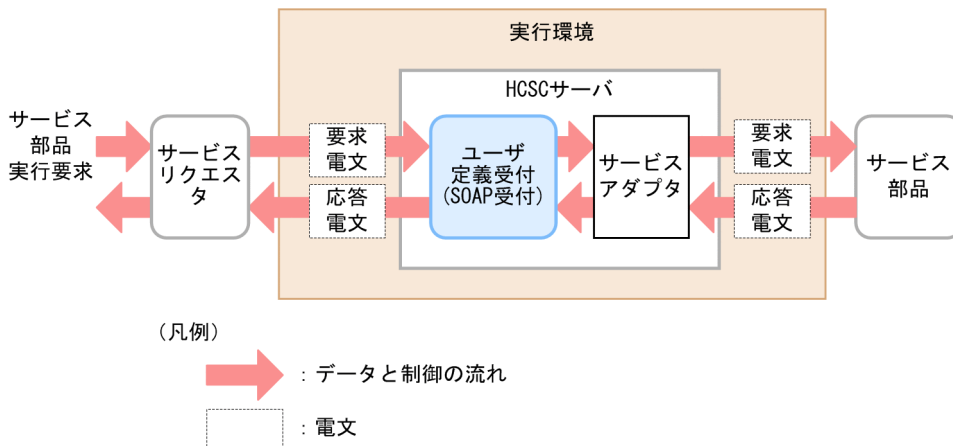 実行環境
HCSCサーバ
サービス
部品
実行要求
サービス
リクエス
タ
要求
電文
応答
電文
ユーザ
定義受付
(SOAP受付)
サービス
アダプタ
要求
電文
応答
電文
サービス
部品
（凡例）
：データと制御の流れ
：電文